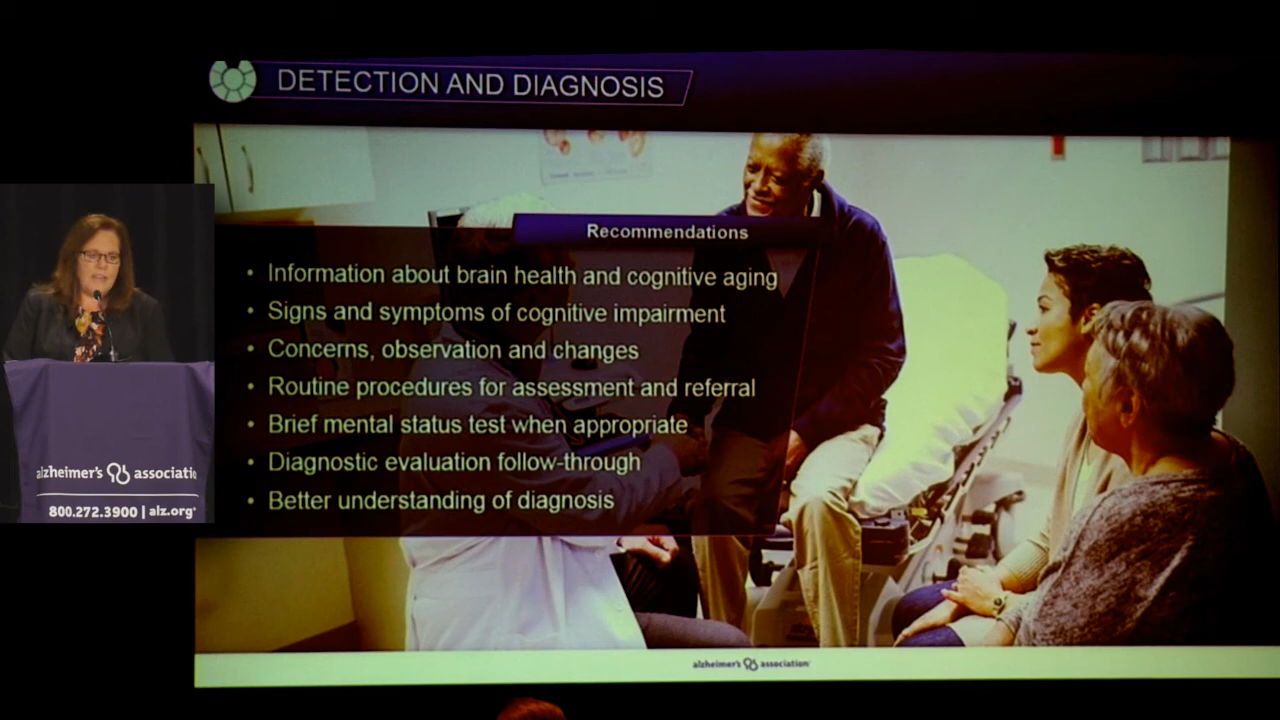 DETECTION AND DIAGNOSIS
Recommendations
• Information about brain health and cognitive aging
• Signs and symptoms of cognitive impairment
• Concerns, observation and changes
• Routine procedures for assessment and referral
• Brief mental status test when appropriate
• Diagnostic evaluation follow-through
• Better understanding of diagnosis
alzheimer's association
alzheimer's associatio
800.272.3900 | alz.org